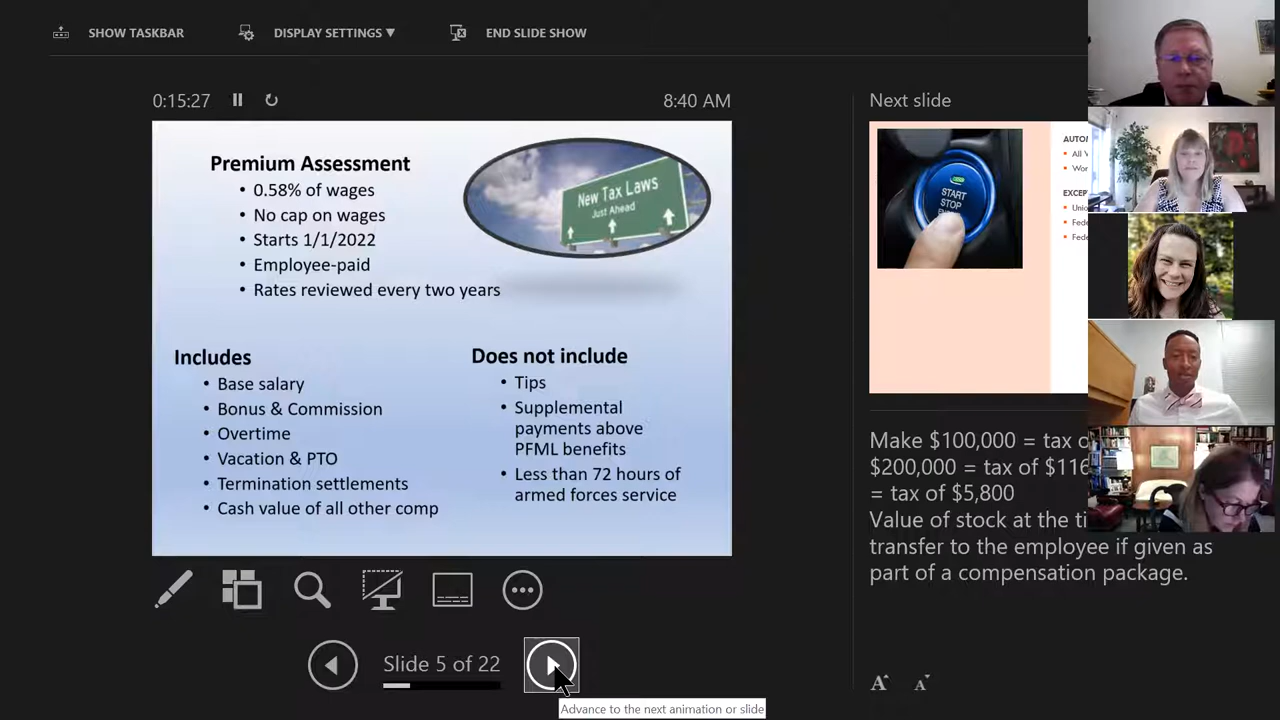 SHOW TASKBAR
DISPLAY SETTINGS ▼
END SLIDE SHOW
0:15:27
8:40 AM
Next slide
Premium Assessment
• 0.58% of wages
• No cap on wages
• Starts 1/1/2022
• Employee-paid
• Rates reviewed every two years
New Tax Laws
Just Ahead
Includes
• Base salary
• Bonus & Commission
• Overtime
• Vacation & PTO
• Termination settlements
• Cash value of all other comp
Does not include
• Tips
• Supplemental
payments above
PFML benefits
• Less than 72 hours of
armed forces service
START
STOP
Make $100,000 = tax
$200,000 = tax of
= tax of $5,800
Value of stock at the
transfer to the employee if given as
part of a compensation package.
Slide 5 of 22
Advance to the next animation or slide
A A